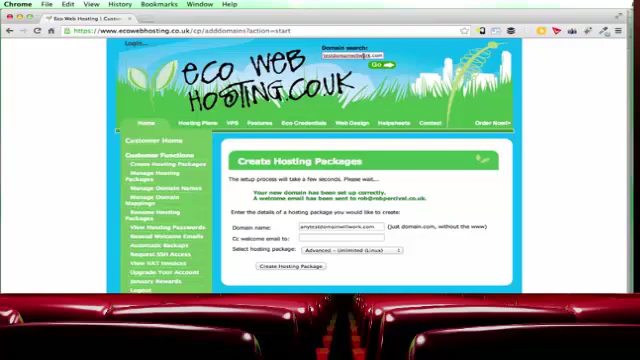 Chrome File Edit View History Bookmarks Window Help
Eco Web Hosting | Custom
https://www.ecowebhosting.co.uk/cp/adddomains?action=start
Login...
Domain search:
Go
eco web
HOSTING.CO.UK
Home Hosting Plans VPS Features Eco Credentials Web Design Helpsheets Contact Order Now!
Customer Home
Customer Functions
Create Hosting Packages
Manage Hosting
Packages
Manage Domain Names
Manage Domain
Mappings
Rename Hosting
Packages
View Hosting Passwords
Resend Welcome Emails
Automatic Backups
Request SSH Access
View VAT Invoices
Upgrade Your Account
January Rewards
Logout
Create Hosting Packages
The setup process will take a few seconds. Please wait...
Your new domain has been set up correctly.
A welcome email has been sent to rob@robpercival.co.uk.
Enter the details of a hosting package you would like to create:
Domain name: anytestdomainwillwork.com (just domain.com, without the www)
Cc welcome email to:
Select hosting package: Advanced - Unlimited (Linux)
Create Hosting Package